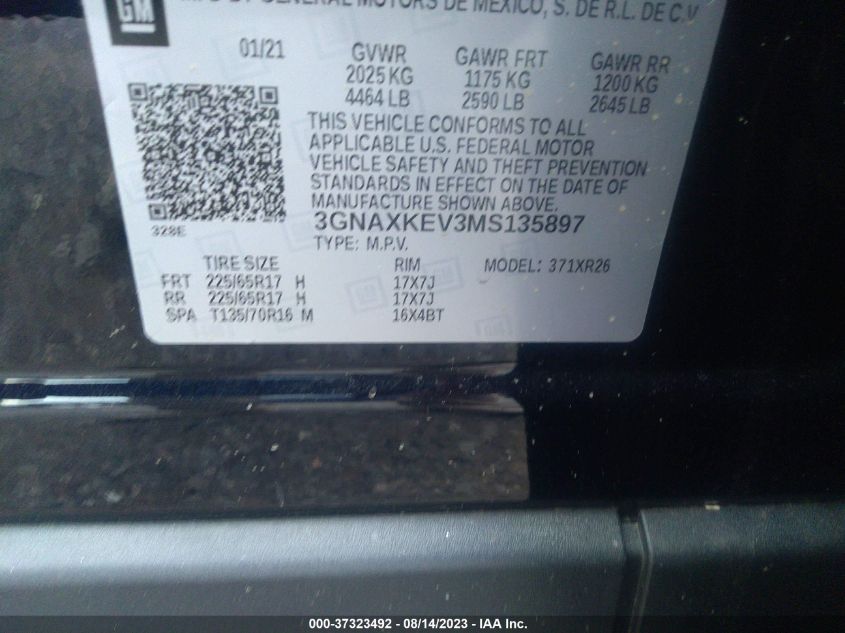 GM
MFD BY GENERAL MOTORS DE MEXICO, S. DE R.L. DE C.V
01/21 GVWR GAWR FRT GAWR RR
2025 KG 1175 KG 1200 KG
4464 LB 2590 LB 2645 LB
THIS VEHICLE CONFORMS TO ALL
APPLICABLE U.S. FEDERAL MOTOR
VEHICLE SAFETY AND THEFT PREVENTION
STANDARDS IN EFFECT ON THE DATE OF
MANUFACTURE SHOWN ABOVE.
328E 3GNAXKEV3MS135897
TYPE: M.P.V.
TIRE SIZE RIM MODEL: 371XR26
FRT 225/65R17 H 17X7J
RR 225/65R17 H 17X7J
SPA T135/70R16 M 16X4BT
000-37323492 - 08/14/2023 - IAA Inc.